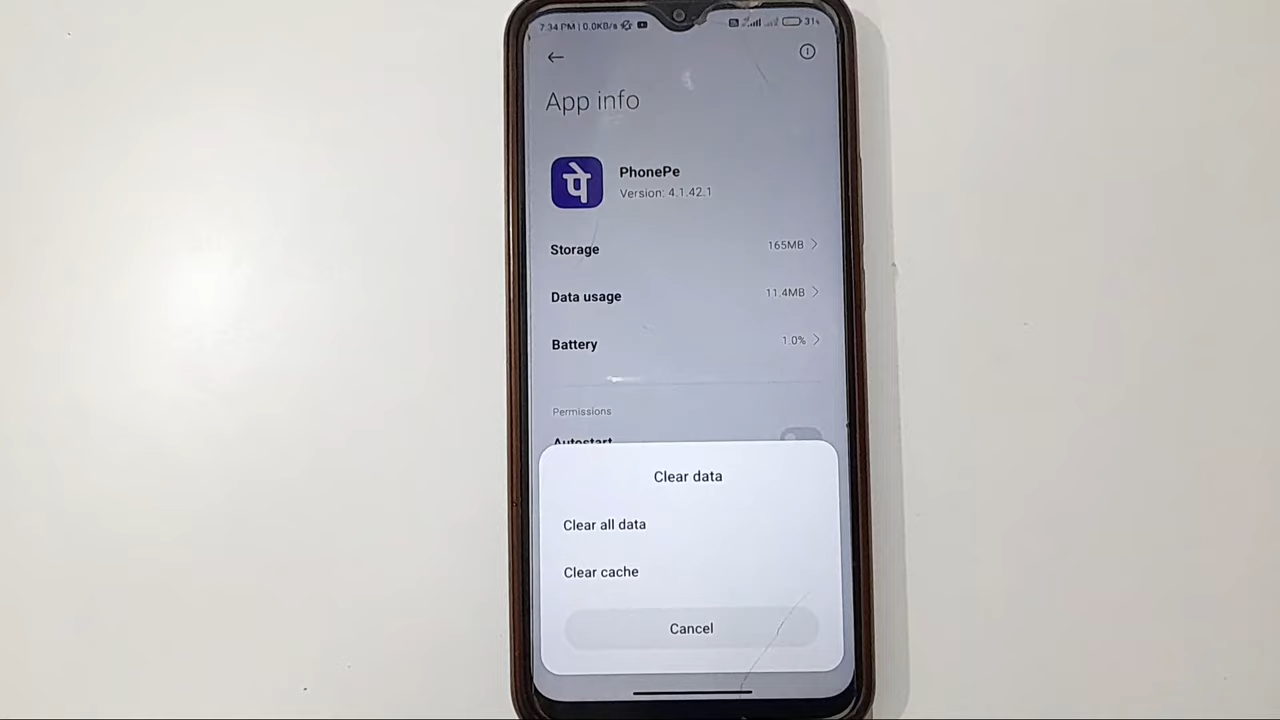 7:34 PM | 0.0KB/s
31%
App info
पे
PhonePe
Version: 4.1.42.1
Storage 165MB
Data usage 11.4MB
Battery 1.0%
Permissions
Autostart
Clear data
Clear all data
Clear cache
Cancel